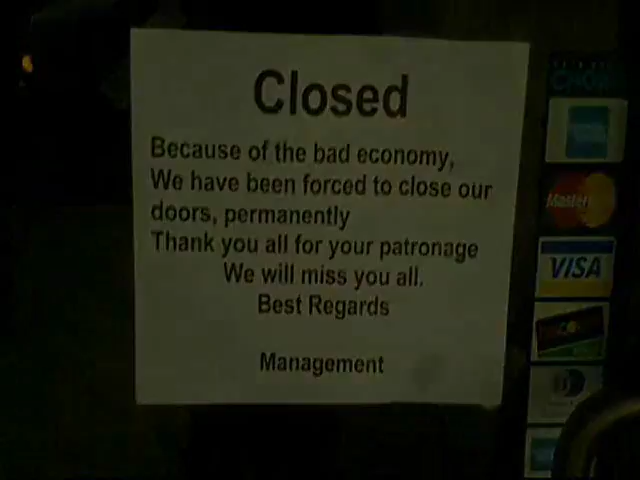 Closed
Because of the bad economy,
We have been forced to close our
doors, permanently
Thank you all for your patronage
We will miss you all.
Best Regards
Management
MasterCard
VISA